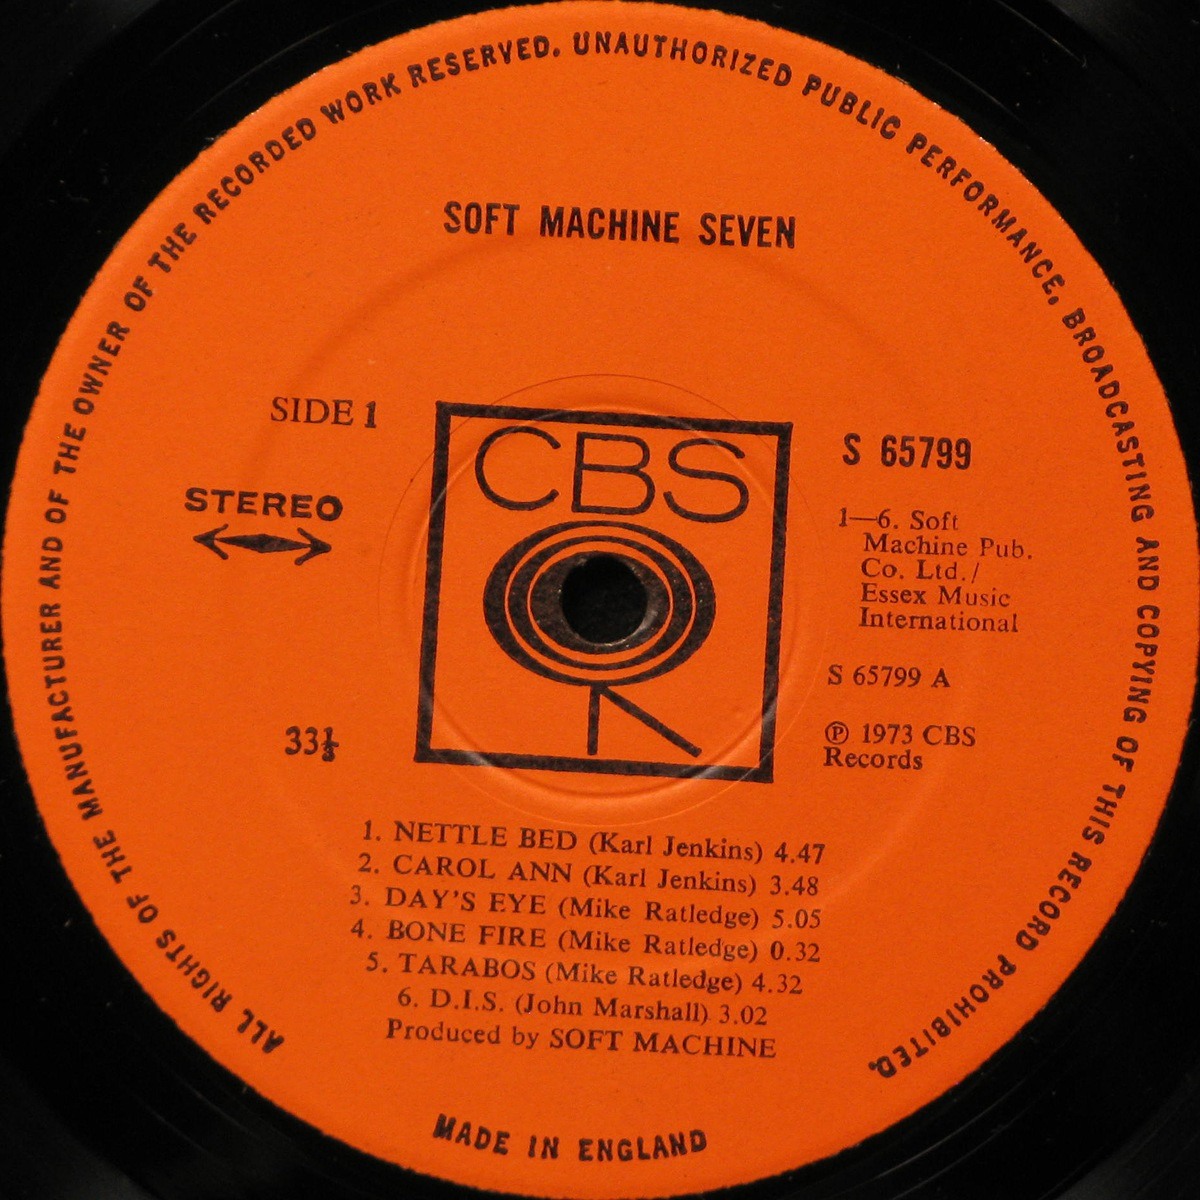 ALL RIGHTS OF THE MANUFACTURER AND OF THE OWNER OF THE RECORDED WORK RESERVED. UNAUTHORIZED PUBLIC PERFORMANCE, BROADCASTING AND COPYING OF THIS RECORD PROHIBITED.
SOFT MACHINE SEVEN
SIDE 1
STEREO
33⅓
CBS
S 65799
1—6. Soft
Machine Pub.
Co. Ltd./
Essex Music
International
S 65799 A
℗ 1973 CBS
Records
1. NETTLE BED (Karl Jenkins) 4.47
2. CAROL ANN (Karl Jenkins) 3.48
3. DAY'S EYE (Mike Ratledge) 5.05
4. BONE FIRE (Mike Ratledge) 0.32
5. TARABOS (Mike Ratledge) 4.32
6. D.I.S. (John Marshall) 3.02
Produced by SOFT MACHINE
MADE IN ENGLAND